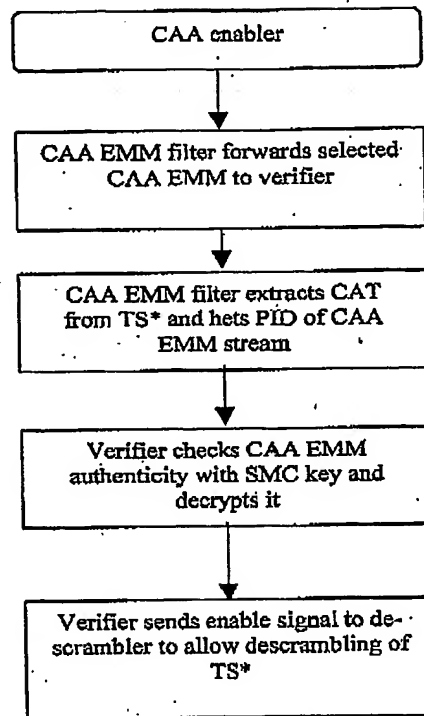 CAA enabler
CAA EMM filter forwards selected
CAA EMM to verifier
CAA EMM filter extracts CAT
from TS* and hets PID of CAA
EMM stream
Verifier checks CAA EMM
authenticity with SMC key and
decrypts it
Verifier sends enable signal to de-
scrambler to allow descrambling of
TS*